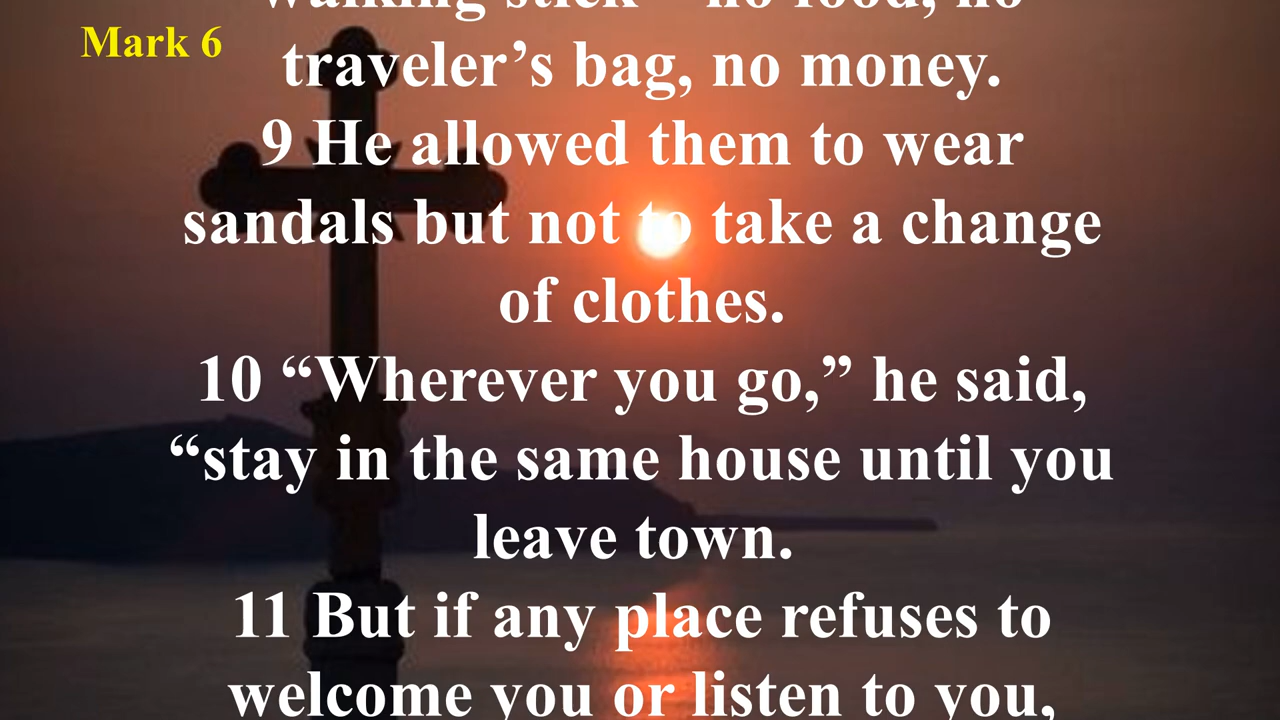 Mark 6
walking stick – no food, no
traveler’s bag, no money.
9 He allowed them to wear
sandals but not to take a change
of clothes.
10 “Wherever you go,” he said,
“stay in the same house until you
leave town.
11 But if any place refuses to
welcome you or listen to you,